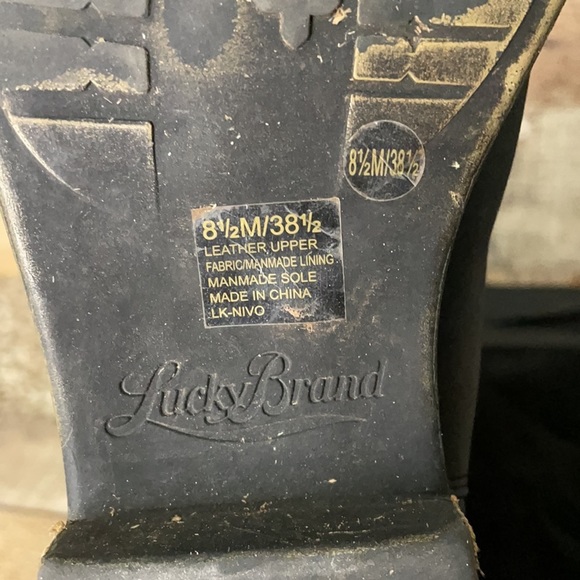 8½M/38½
8½M/38½
LEATHER UPPER
FABRIC/MANMADE LINING
MANMADE SOLE
MADE IN CHINA
LK-NIVO
Lucky Brand